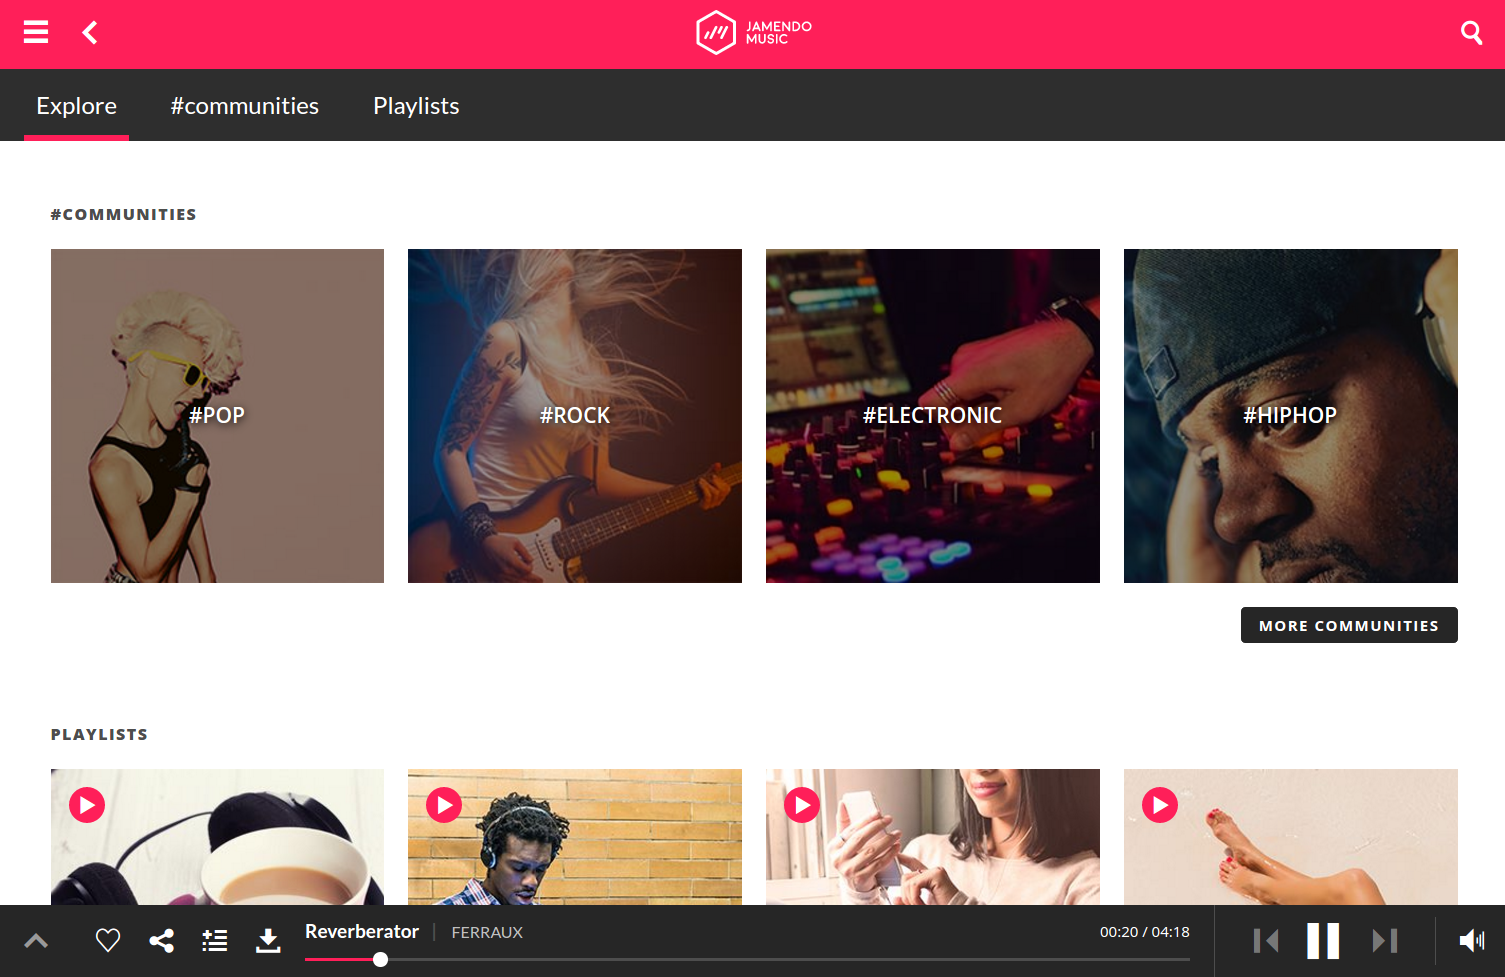 JAMENDO
MUSIC
Explore
#communities
Playlists
#COMMUNITIES
#POP
#ROCK
#ELECTRONIC
#HIPHOP
MORE COMMUNITIES
PLAYLISTS
Reverberator
FERRAUX
00:20 / 04:18